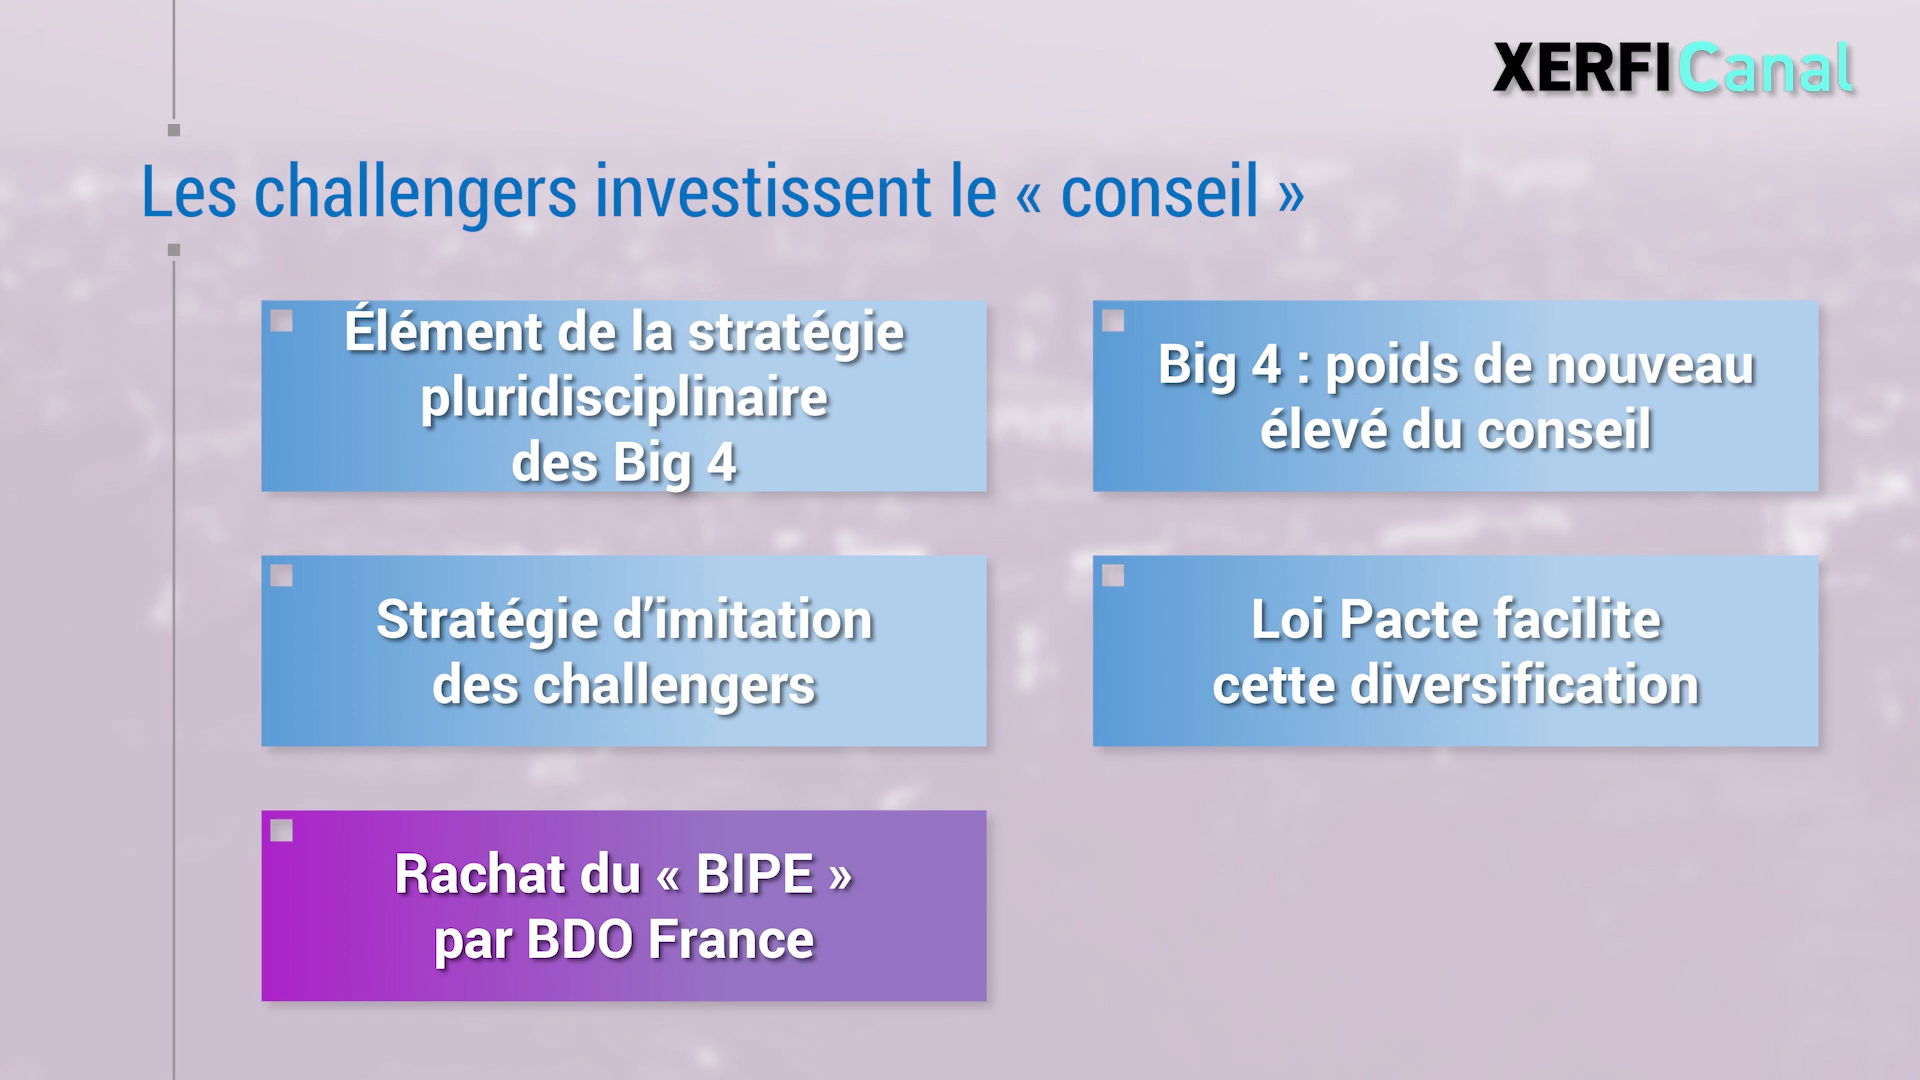 XERFI Canal
Les challengers investissent le « conseil »
Élément de la stratégie
pluridisciplinaire
des Big 4
Big 4 : poids de nouveau
élevé du conseil
Stratégie d’imitation
des challengers
Loi Pacte facilite
cette diversification
Rachat du « BIPE »
par BDO France